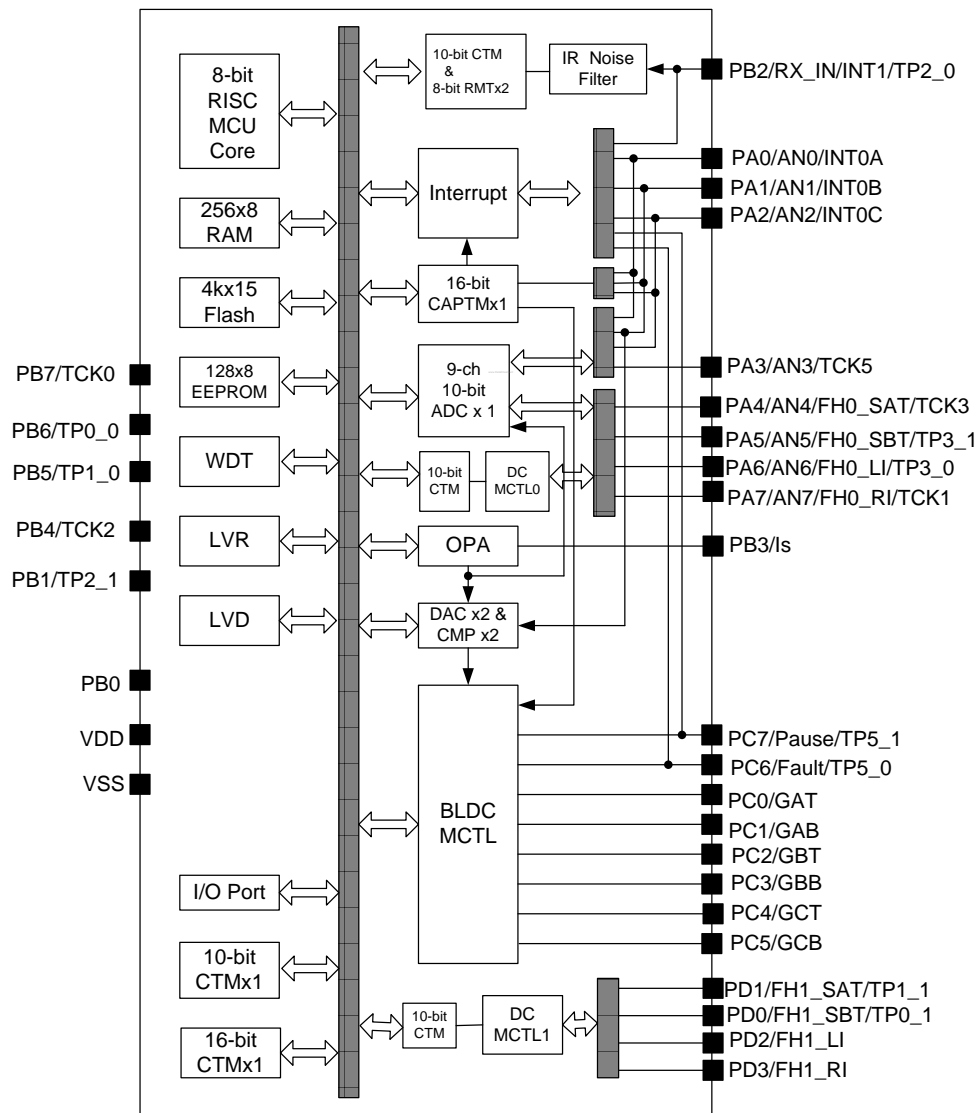 8-bit
RISC
MCU
Core
256x8
RAM
4kx15
Flash
128x8
EEPROM
WDT
LVR
LVD
I/O Port
10-bit
CTMx1
16-bit
CTMx1
PB7/TCK0
PB6/TP0_0
PB5/TP1_0
PB4/TCK2
PB1/TP2_1
PB0
VDD
VSS
10-bit CTM
&
8-bit RMTx2
IR Noise
Filter
Interrupt
16-bit
CAPTMx1
9-ch
10-bit
ADC x 1
10-bit
CTM
DC
MCTL0
OPA
DAC x2 &
CMP x2
BLDC
MCTL
10-bit
CTM
DC
MCTL1
PB2/RX_IN/INT1/TP2_0
PA0/AN0/INT0A
PA1/AN1/INT0B
PA2/AN2/INT0C
PA3/AN3/TCK5
PA4/AN4/FH0_SAT/TCK3
PA5/AN5/FH0_SBT/TP3_1
PA6/AN6/FH0_LI/TP3_0
PA7/AN7/FH0_RI/TCK1
PB3/Is
PC7/Pause/TP5_1
PC6/Fault/TP5_0
PC0/GAT
PC1/GAB
PC2/GBT
PC3/GBB
PC4/GCT
PC5/GCB
PD1/FH1_SAT/TP1_1
PD0/FH1_SBT/TP0_1
PD2/FH1_LI
PD3/FH1_RI